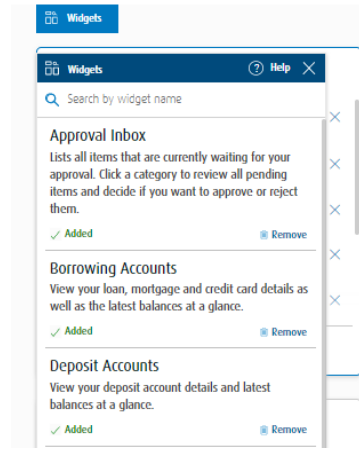 Widgets
Widgets
Help
Search by widget name
Approval Inbox
Lists all items that are currently waiting for your
approval. Click a category to review all pending
items and decide if you want to approve or reject
them.
Added
Remove
Borrowing Accounts
View your loan, mortgage and credit card details as
well as the latest balances at a glance.
Added
Remove
Deposit Accounts
View your deposit account details and latest
balances at a glance.
Added
Remove